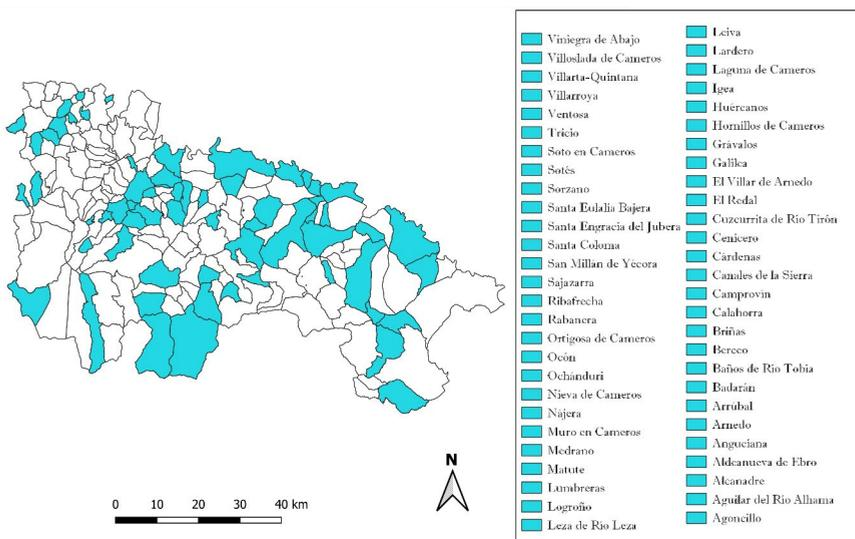 Viniegra de Abajo
Villoslada de Cameros
Villarta-Quintana
Villarroya
Ventosa
Tricio
Soto en Cameros
Sotés
Sorzano
Santa Eulalia Bajera
Santa Engracia del Jubera
Santa Coloma
San Millán de Yécora
Sajazarra
Ribafrecha
Rabanera
Ortigosa de Cameros
Ocón
Ochánduri
Nieva de Cameros
Nájera
Muro en Cameros
Medrano
Matute
Lumbreras
Logroño
Leza de Río Leza
Leiva
Lardero
Laguna de Cameros
Igea
Huércanos
Hornillos de Cameros
Grávalos
Galilea
El Villar de Arnedo
El Redal
Cuzcurrita de Río Tirón
Cenicero
Cárdenas
Canales de la Sierra
Camprovín
Calahorra
Briñas
Berceo
Baños de Río Tobía
Badarán
Arrúbal
Arnedo
Anguciana
Aldeanueva de Ebro
Alcanadre
Aguilar del Río Alhama
Agoncillo
N
0 10 20 30 40 km